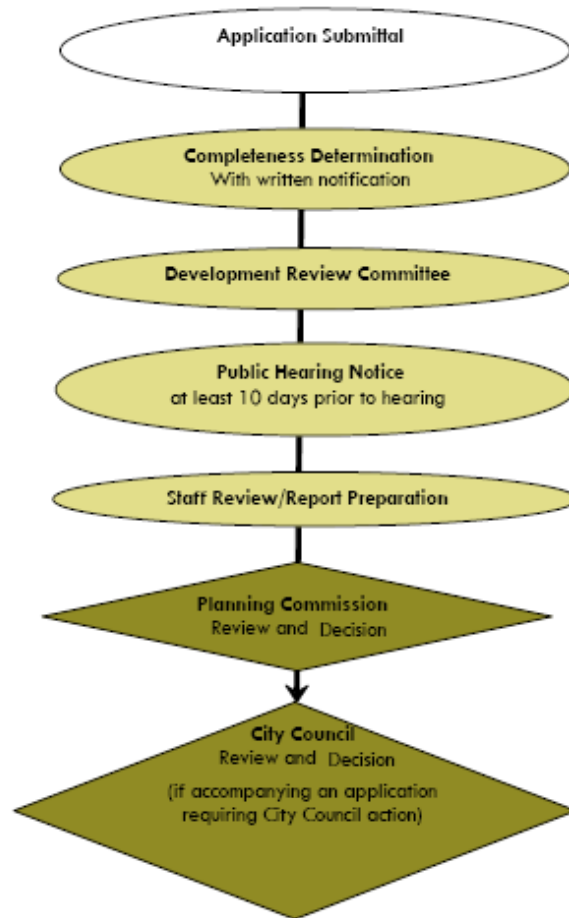 Application Submittal
Completeness Determination
With written notification
Development Review Committee
Public Hearing Notice
at least 10 days prior to hearing
Staff Review/Report Preparation
Planning Commission
Review and Decision
City Council
Review and Decision
(if accompanying an application
requiring City Council action)